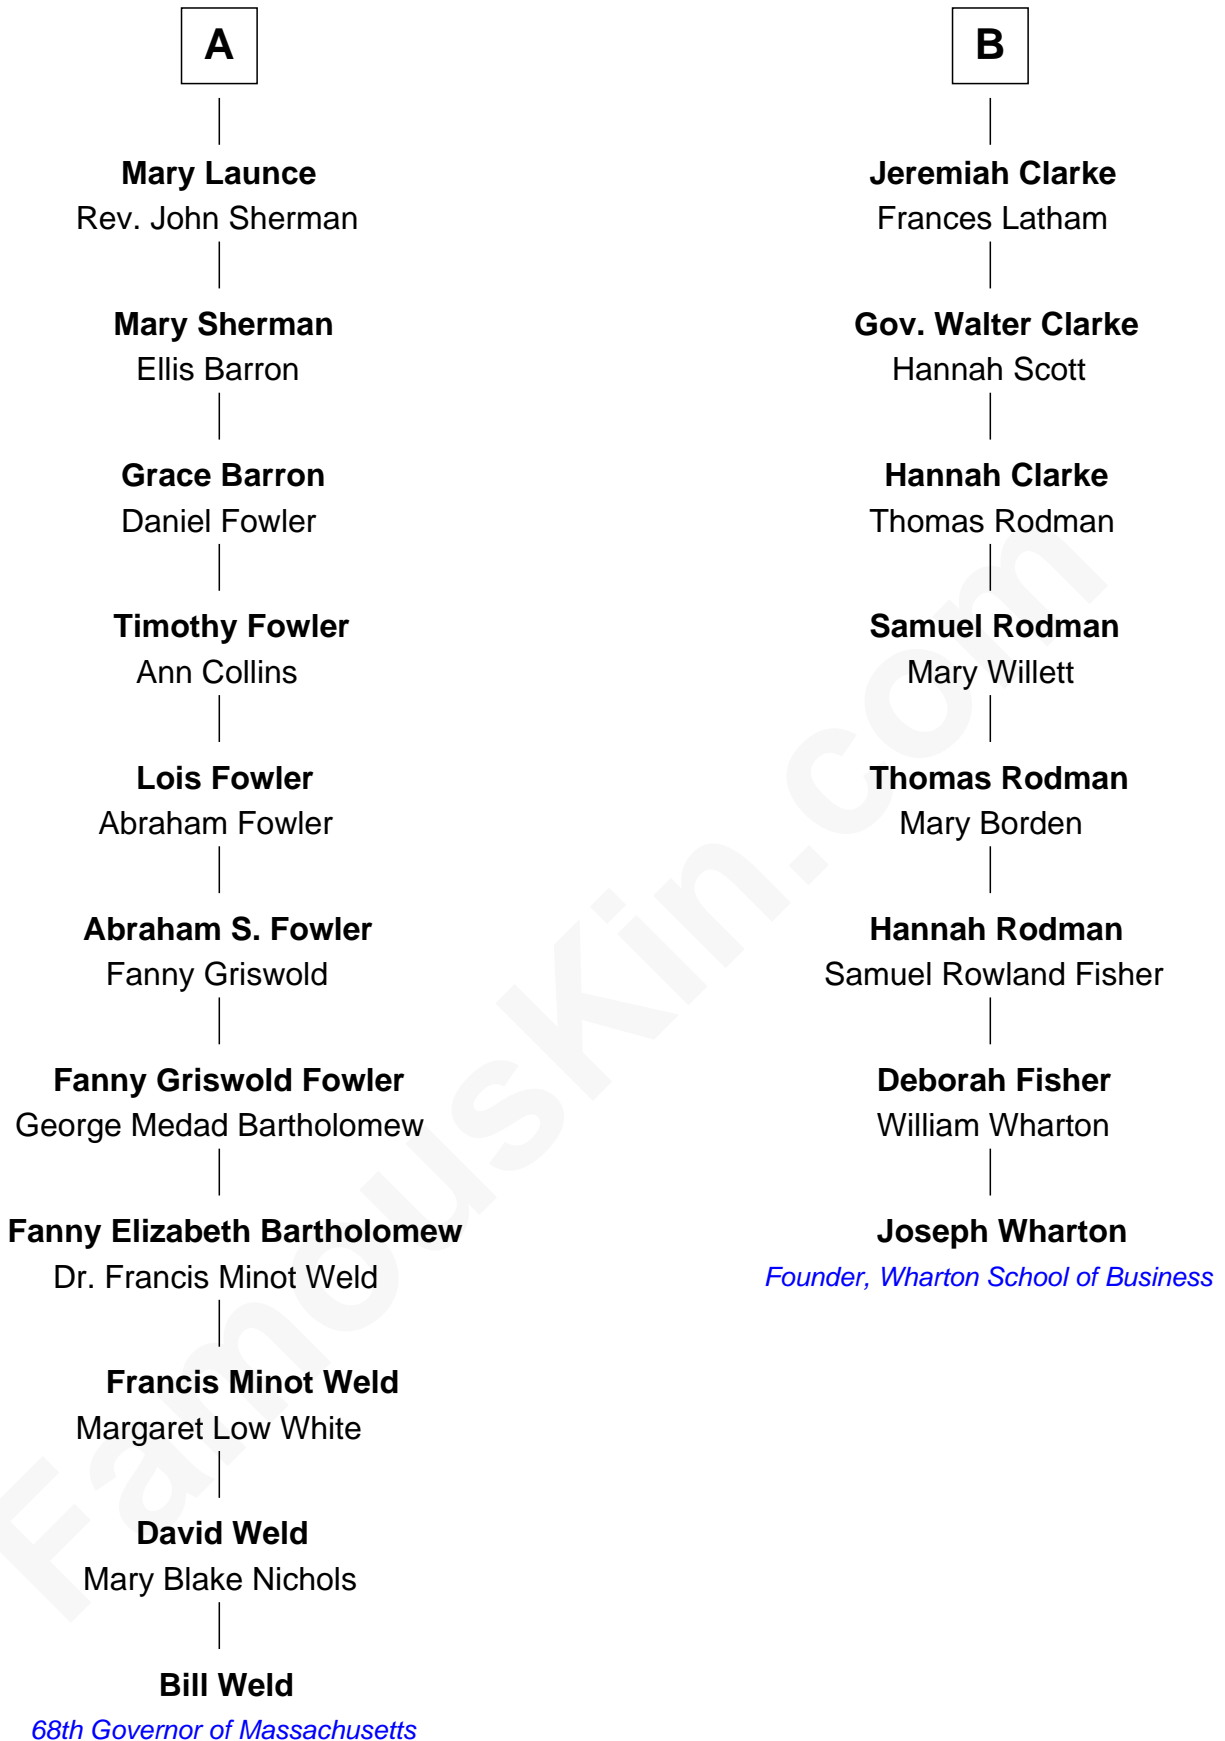 A
Mary Launce
Rev. John Sherman
Mary Sherman
Ellis Barron
Grace Barron
Daniel Fowler
Timothy Fowler
Ann Collins
Lois Fowler
Abraham Fowler
Abraham S. Fowler
Fanny Griswold
Fanny Griswold Fowler
George Medad Bartholomew
Fanny Elizabeth Bartholomew
Dr. Francis Minot Weld
Francis Minot Weld
Margaret Low White
David Weld
Mary Blake Nichols
Bill Weld
68th Governor of Massachusetts
B
Jeremiah Clarke
Frances Latham
Gov. Walter Clarke
Hannah Scott
Hannah Clarke
Thomas Rodman
Samuel Rodman
Mary Willett
Thomas Rodman
Mary Borden
Hannah Rodman
Samuel Rowland Fisher
Deborah Fisher
William Wharton
Joseph Wharton
Founder, Wharton School of Business
FamousKin.com